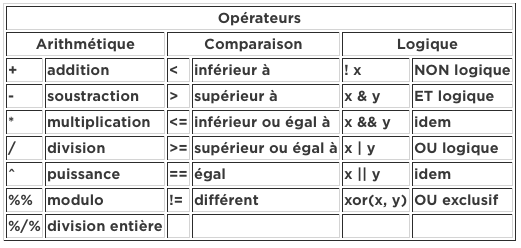 Opérateurs
Arithmétique Comparaison Logique
+ addition < inférieur à ! x NON logique
- soustraction > supérieur à x & y ET logique
* multiplication <= inférieur ou égal à x && y idem
/ division >= supérieur ou égal à x | y OU logique
^ puissance == égal x || y idem
%% modulo != différent xor(x, y) OU exclusif
%/% division entière